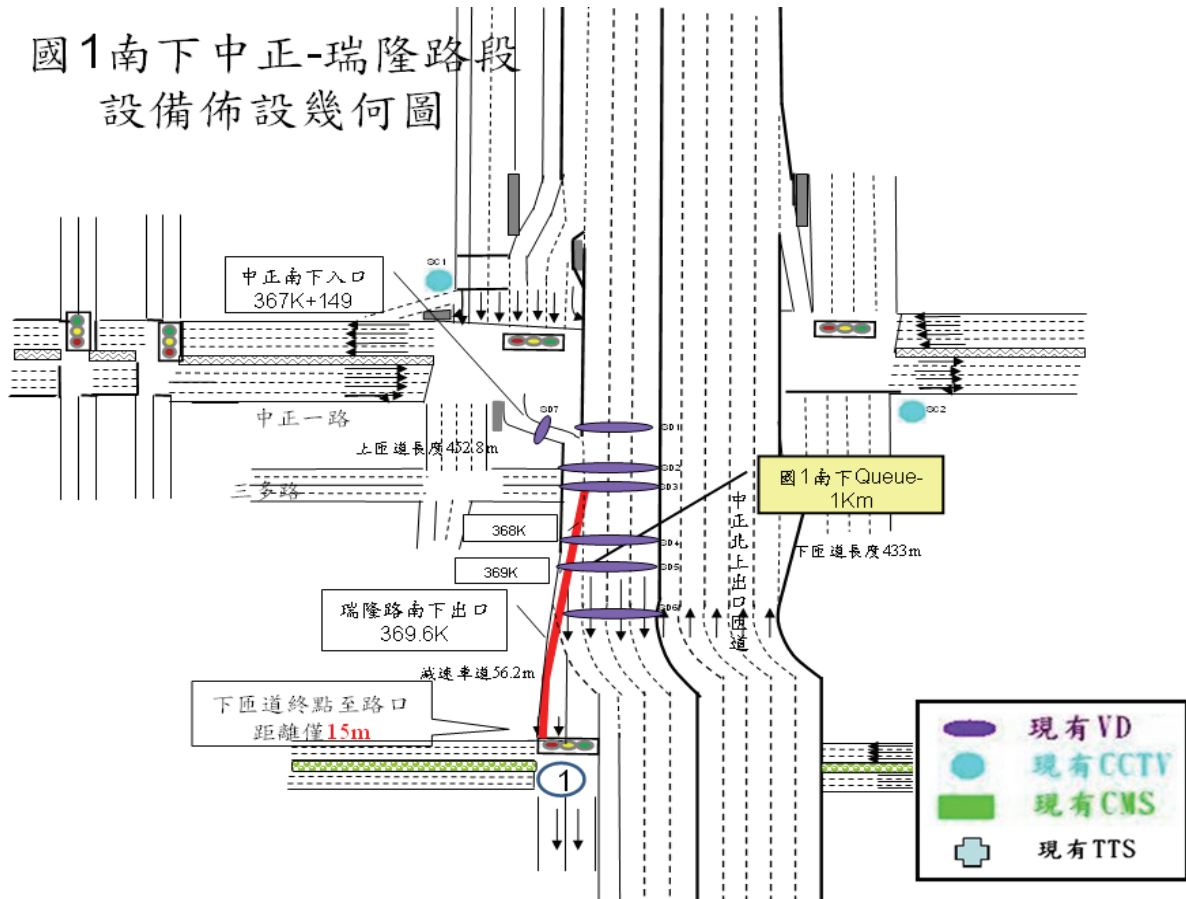 國1南下中正-瑞隆路段
設備佈設幾何圖
SC1
中正南下入口
367K+149
SD7
SD1
SC2
中正一路
上匝道長度452.8m
SD2
SD3
三多路
國1南下Queue-
1Km
中正北上出口匝道
368K
SD4
下匝道長度433m
369K
SD5
瑞隆路南下出口
369.6K
SD6
減速車道56.2m
下匝道終點至路口
距離僅15m
1
現有VD
現有CCTV
現有CMS
現有TTS